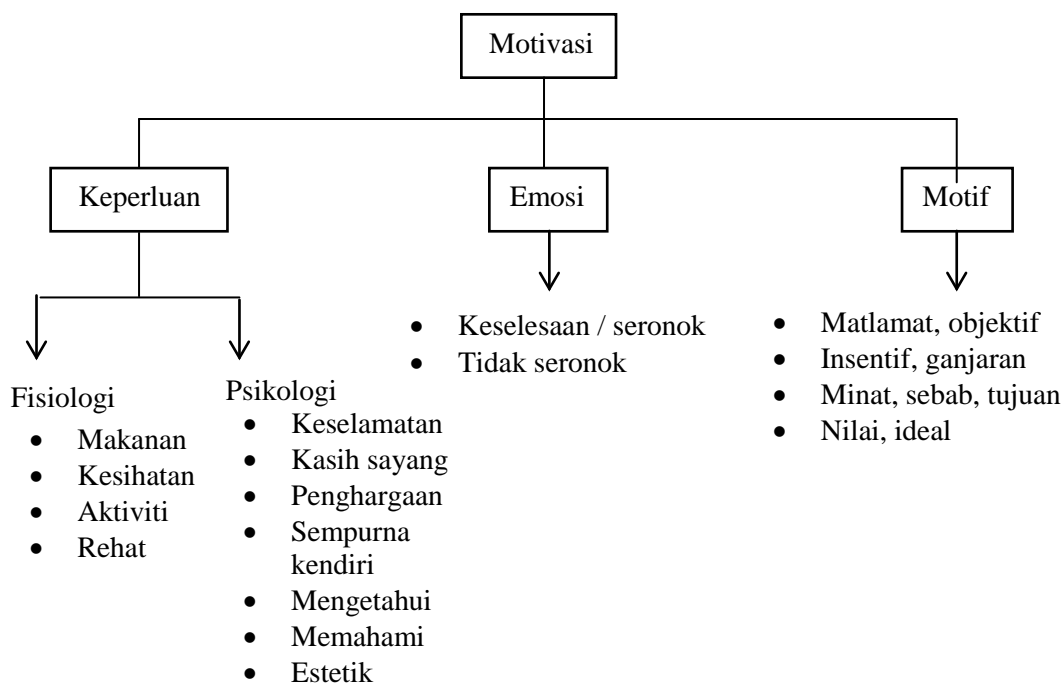 Motivasi
Keperluan
Emosi
Motif
Fisiologi
• Makanan
• Kesihatan
• Aktiviti
• Rehat
Psikologi
• Keselamatan
• Kasih sayang
• Penghargaan
• Sempurna
kendiri
• Mengetahui
• Memahami
• Estetik
• Keselesaan / seronok
• Tidak seronok
• Matlamat, objektif
• Insentif, ganjaran
• Minat, sebab, tujuan
• Nilai, ideal